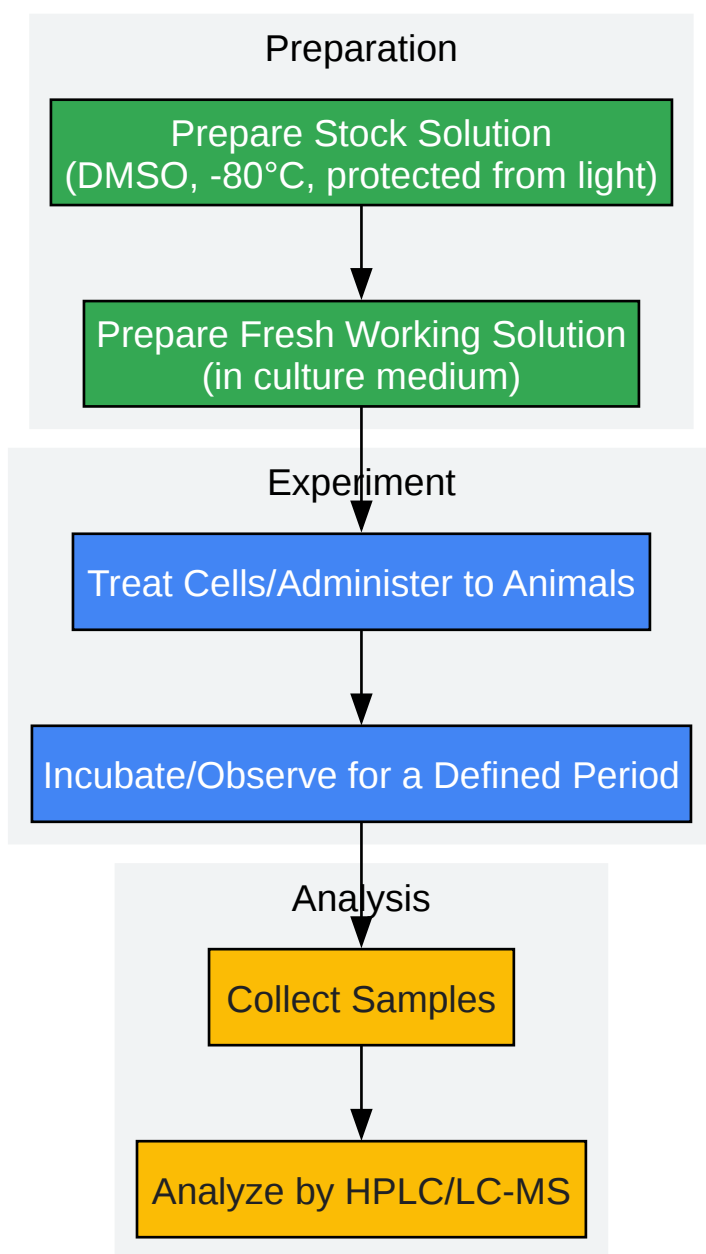 Preparation
Prepare Stock Solution
(DMSO, -80°C, protected from light)
Prepare Fresh Working Solution
(in culture medium)
Experiment
Treat Cells/Administer to Animals
Incubate/Observe for a Defined Period
Analysis
Collect Samples
Analyze by HPLC/LC-MS